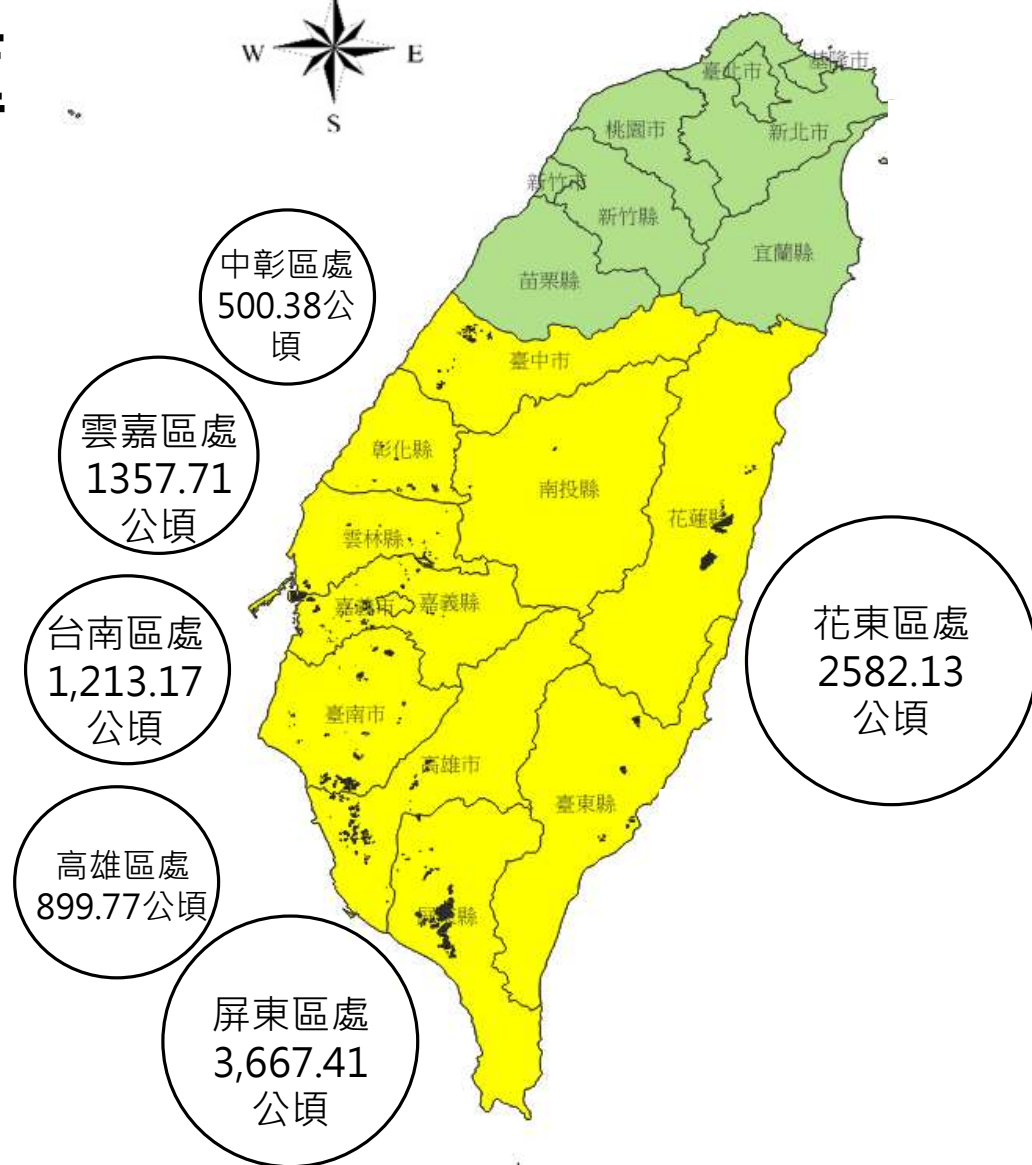 W
E
S
基隆市
臺北市
桃園市
新北市
新竹市
新竹縣
宜蘭縣
苗栗縣
中彰區處
500.38公
頃
臺中市
雲嘉區處
1357.71
公頃
彰化縣
南投縣
花蓮縣
雲林縣
嘉義市
嘉義縣
台南區處
1,213.17
公頃
花東區處
2582.13
公頃
臺南市
高雄市
臺東縣
高雄區處
899.77公頃
屏東縣
屏東區處
3,667.41
公頃